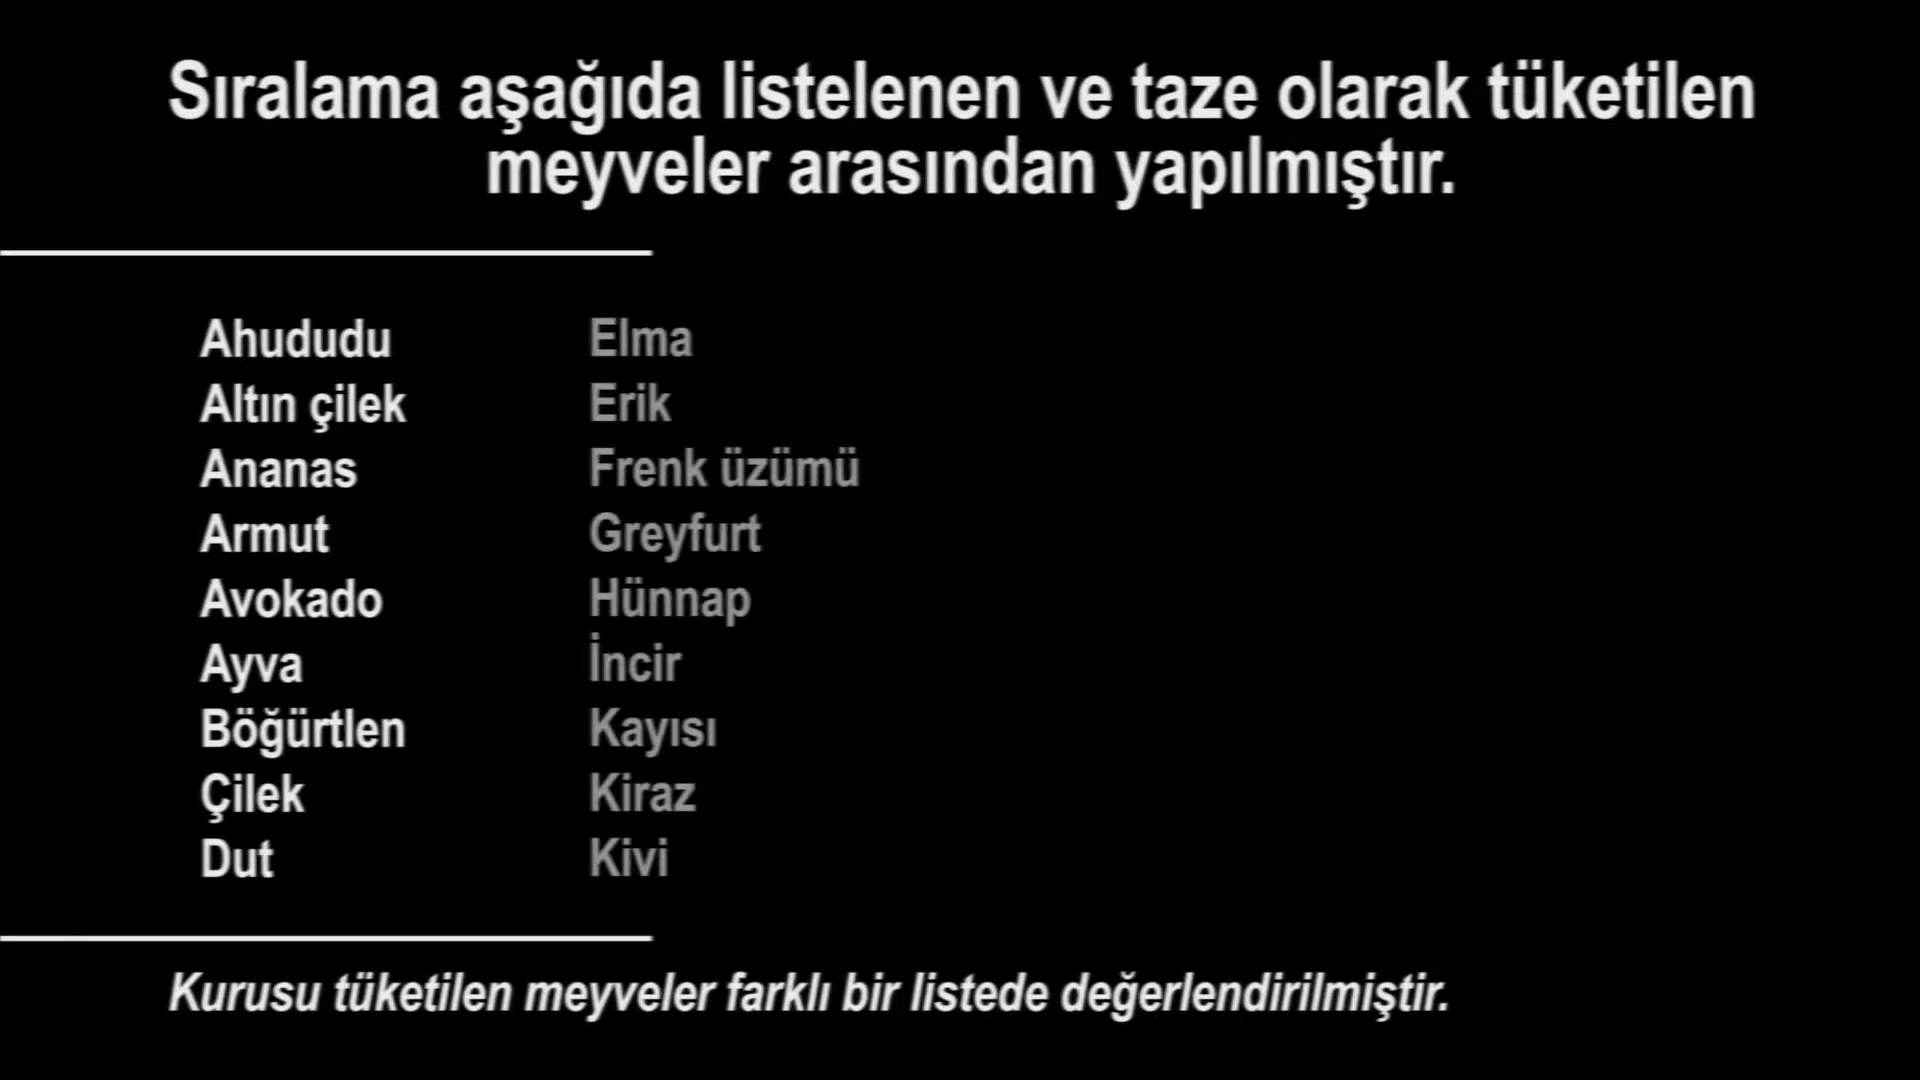 Sıralama aşağıda listelenen ve taze olarak tüketilen
meyveler arasından yapılmıştır.
Ahududu
Altın çilek
Ananas
Armut
Avokado
Ayva
Böğürtlen
Çilek
Dut
Elma
Erik
Frenk üzümü
Greyfurt
Hünnap
İncir
Kayısı
Kiraz
Kivi
Kurusu tüketilen meyveler farklı bir listede değerlendirilmiştir.